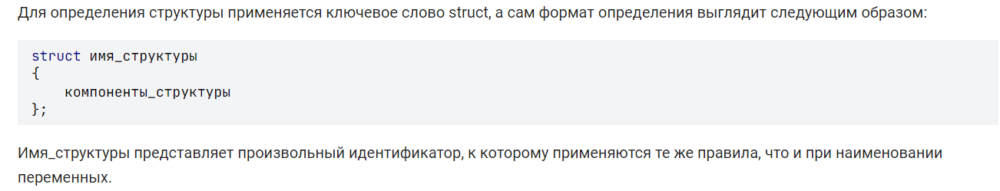 Для определения структуры применяется ключевое слово struct, а сам формат определения выглядит следующим образом:
struct имя_структуры
{
    компоненты_структуры
};
Имя_структуры представляет произвольный идентификатор, к которому применяются те же правила, что и при наименовании
переменных.